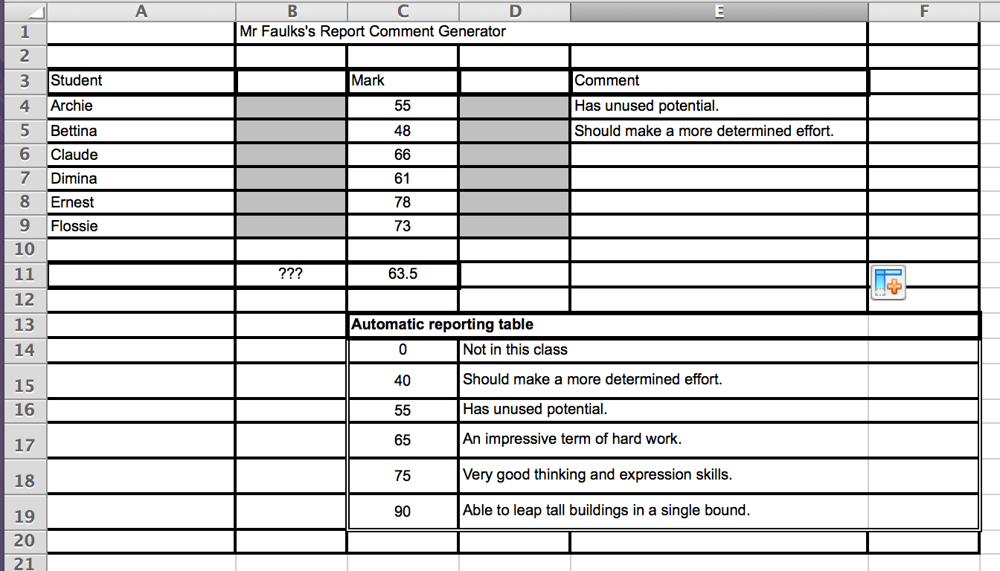 A B C D E F
1 Mr Faulks's Report Comment Generator
2
3 Student Mark Comment
4 Archie 55 Has unused potential.
5 Bettina 48 Should make a more determined effort.
6 Claude 66
7 Dimina 61
8 Ernest 78
9 Flossie 73
10
11 ??? 63.5
12
13 Automatic reporting table
14 0 Not in this class
15 40 Should make a more determined effort.
16 55 Has unused potential.
17 65 An impressive term of hard work.
18 75 Very good thinking and expression skills.
19 90 Able to leap tall buildings in a single bound.
20
21